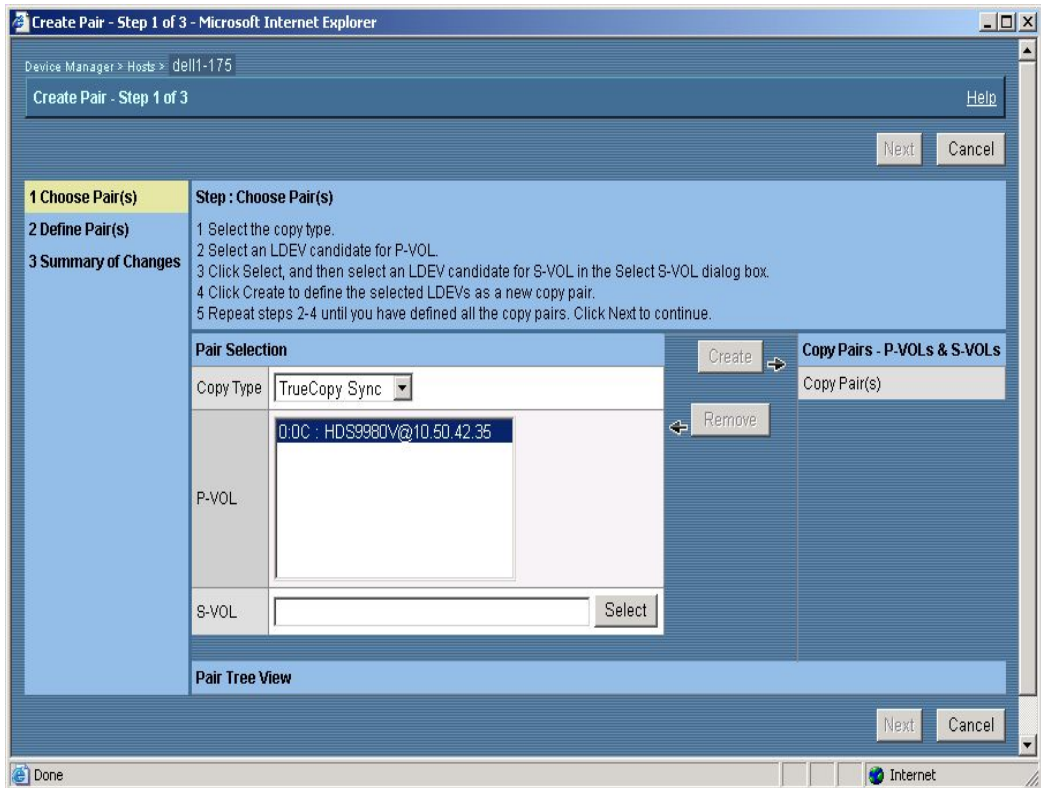 Create Pair - Step 1 of 3 - Microsoft Internet Explorer
Device Manager > Hosts > dell1-175
Create Pair - Step 1 of 3
Help
Next
Cancel
1 Choose Pair(s)
2 Define Pair(s)
3 Summary of Changes
Step : Choose Pair(s)
1 Select the copy type.
2 Select an LDEV candidate for P-VOL.
3 Click Select, and then select an LDEV candidate for S-VOL in the Select S-VOL dialog box.
4 Click Create to define the selected LDEVs as a new copy pair.
5 Repeat steps 2-4 until you have defined all the copy pairs. Click Next to continue.
Pair Selection
Copy Type
TrueCopy Sync
P-VOL
0:0C : HDS9980V@10.50.42.35
S-VOL
Select
Create
Remove
Copy Pairs - P-VOLs & S-VOLs
Copy Pair(s)
Pair Tree View
Next
Cancel
Done
Internet